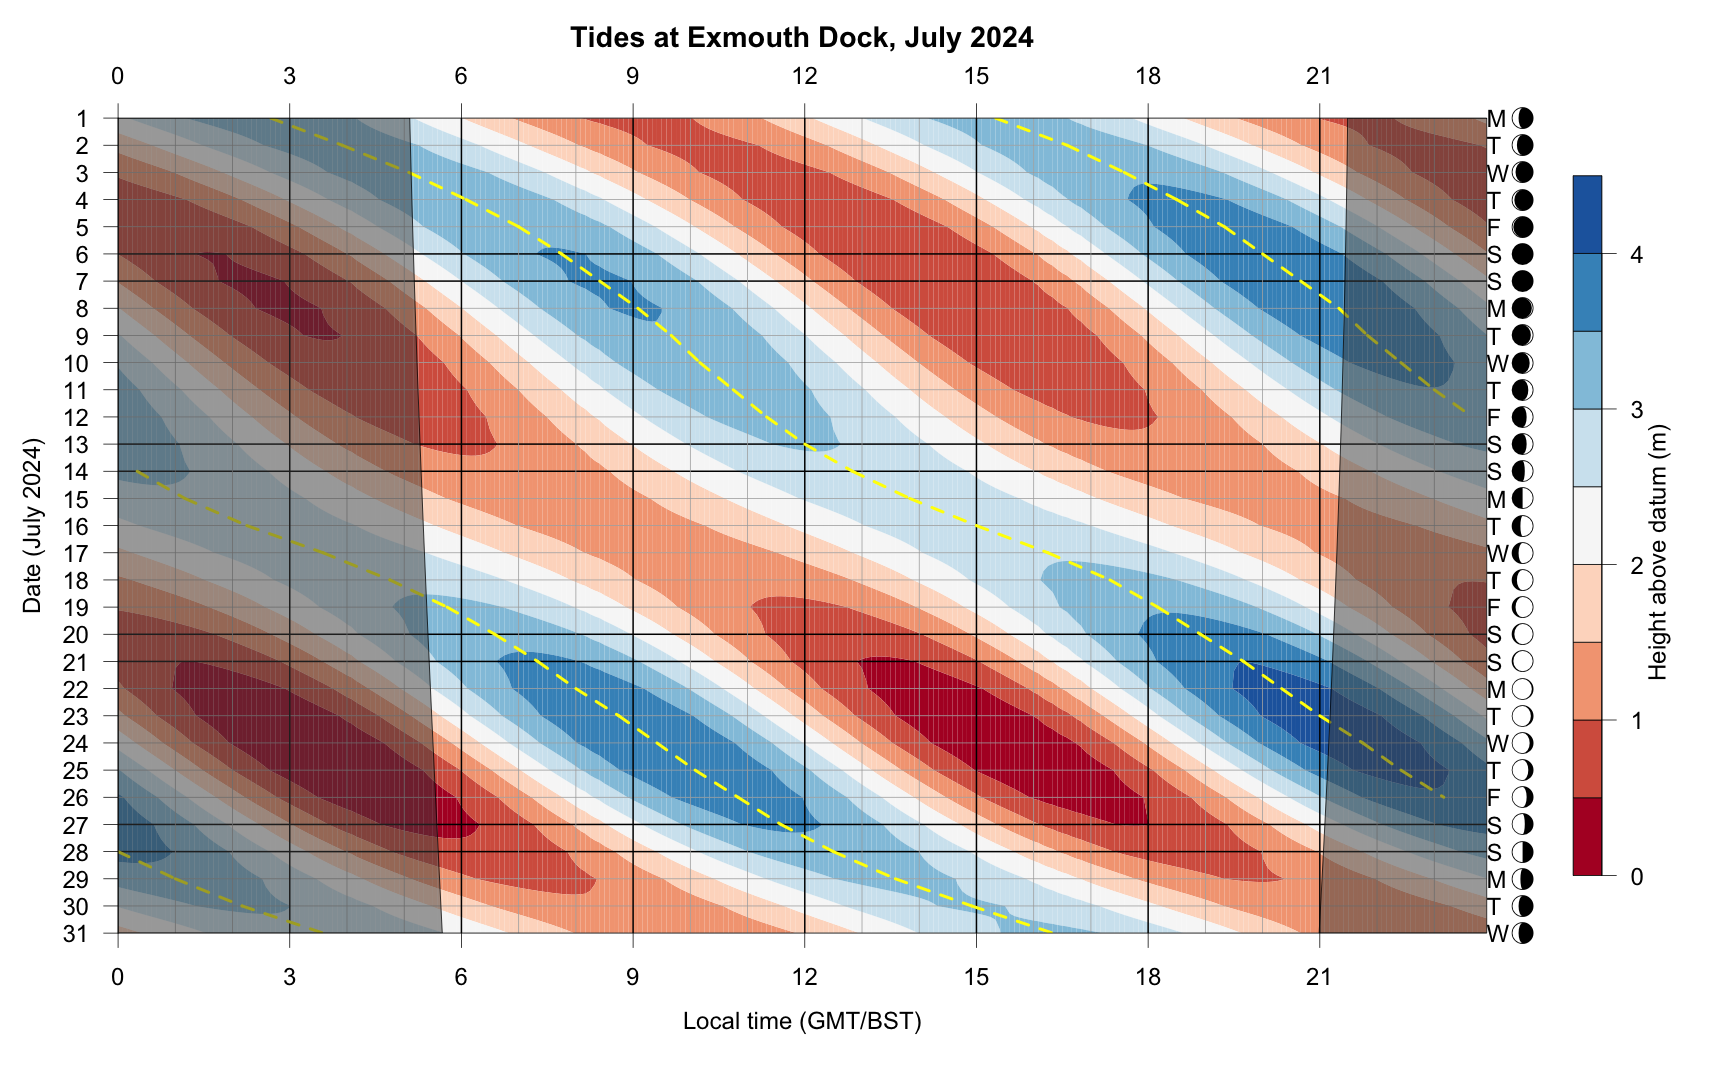 Tides at Exmouth Dock, July 2024
0 3 6 9 12 15 18 21
1 M
2 T
3 W
4 T
5 F
6 S
7 S
8 M
9 T
10 W
11 T
12 F
13 S
14 S
15 M
16 T
17 W
18 T
19 F
20 S
21 S
22 M
23 T
24 W
25 T
26 F
27 S
28 S
29 M
30 T
31 W
0 3 6 9 12 15 18 21
Date (July 2024)
Local time (GMT/BST)
4
3
2
1
0
Height above datum (m)